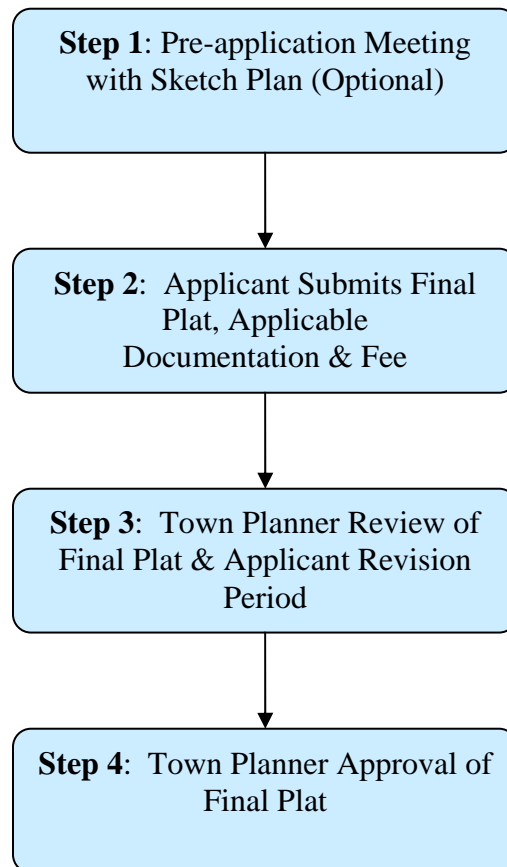 Step 1: Pre-application Meeting
with Sketch Plan (Optional)
Step 2: Applicant Submits Final
Plat, Applicable
Documentation & Fee
Step 3: Town Planner Review of
Final Plat & Applicant Revision
Period
Step 4: Town Planner Approval of
Final Plat